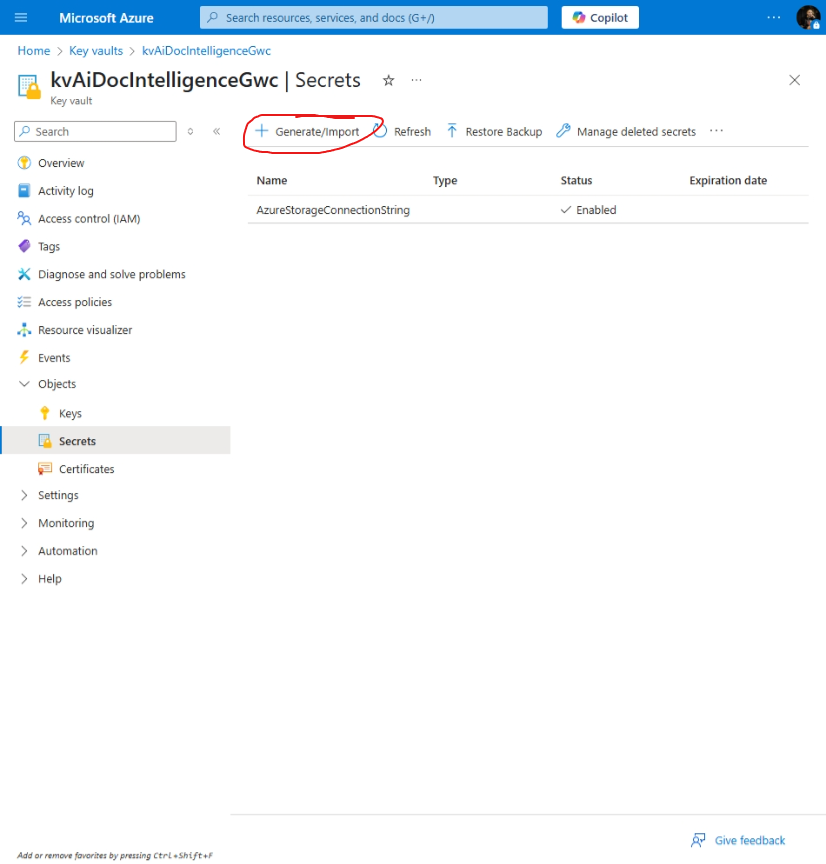 Microsoft Azure
Search resources, services, and docs (G+/)
Copilot
Home > Key vaults > kvAiDocIntelligenceGwc
kvAiDocIntelligenceGwc | Secrets
Key vault
Search
Generate/Import
Refresh
Restore Backup
Manage deleted secrets
Overview
Activity log
Access control (IAM)
Tags
Diagnose and solve problems
Access policies
Resource visualizer
Events
Objects
Keys
Secrets
Certificates
Settings
Monitoring
Automation
Help
Name Type Status Expiration date
AzureStorageConnectionString Enabled
Give feedback
Add or remove favorites by pressing Ctrl+Shift+F